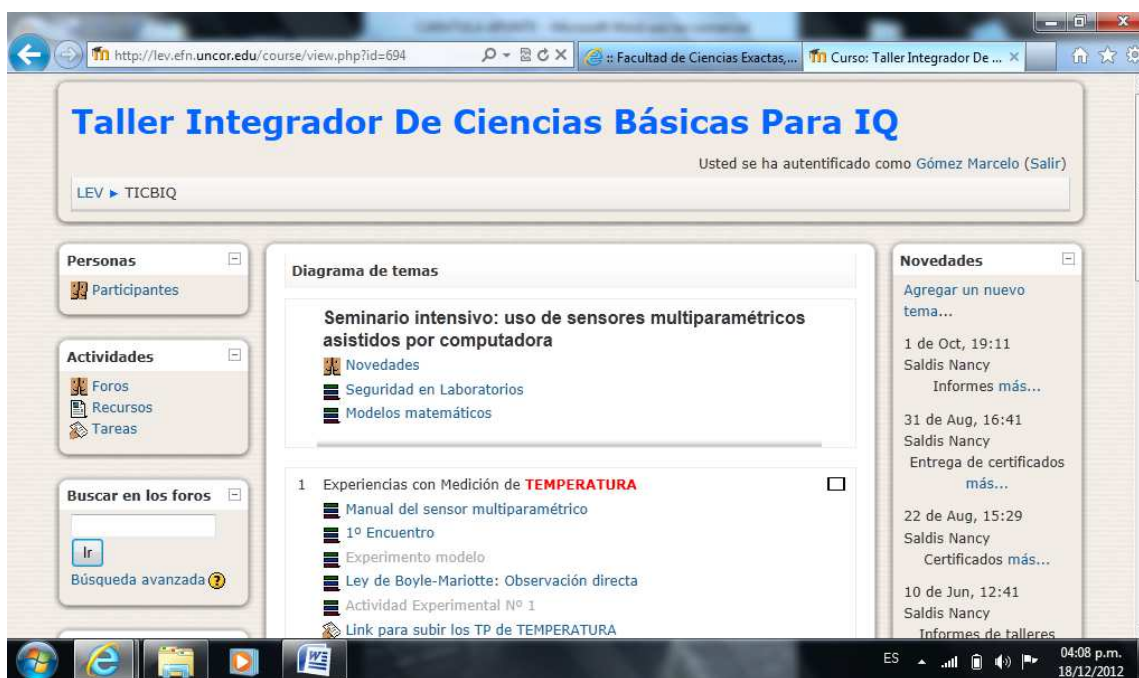 http://lev.efn.uncor.edu/course/view.php?id=694
:: Facultad de Ciencias Exactas,...
Curso: Taller Integrador De ...
Taller Integrador De Ciencias Básicas Para IQ
Usted se ha autentificado como Gómez Marcelo (Salir)
LEV ► TICBIQ
Personas
Participantes
Actividades
Foros
Recursos
Tareas
Buscar en los foros
Ir
Búsqueda avanzada
Diagrama de temas
Seminario intensivo: uso de sensores multiparamétricos
asistidos por computadora
Novedades
Seguridad en Laboratorios
Modelos matemáticos
1 Experiencias con Medición de TEMPERATURA
Manual del sensor multiparamétrico
1º Encuentro
Experimento modelo
Ley de Boyle-Mariotte: Observación directa
Actividad Experimental Nº 1
Link para subir los TP de TEMPERATURA
Novedades
Agregar un nuevo
tema...
1 de Oct, 19:11
Saldis Nancy
Informes más...
31 de Aug, 16:41
Saldis Nancy
Entrega de certificados
más...
22 de Aug, 15:29
Saldis Nancy
Certificados más...
10 de Jun, 12:41
Saldis Nancy
Informes de talleres
ES
04:08 p.m.
18/12/2012